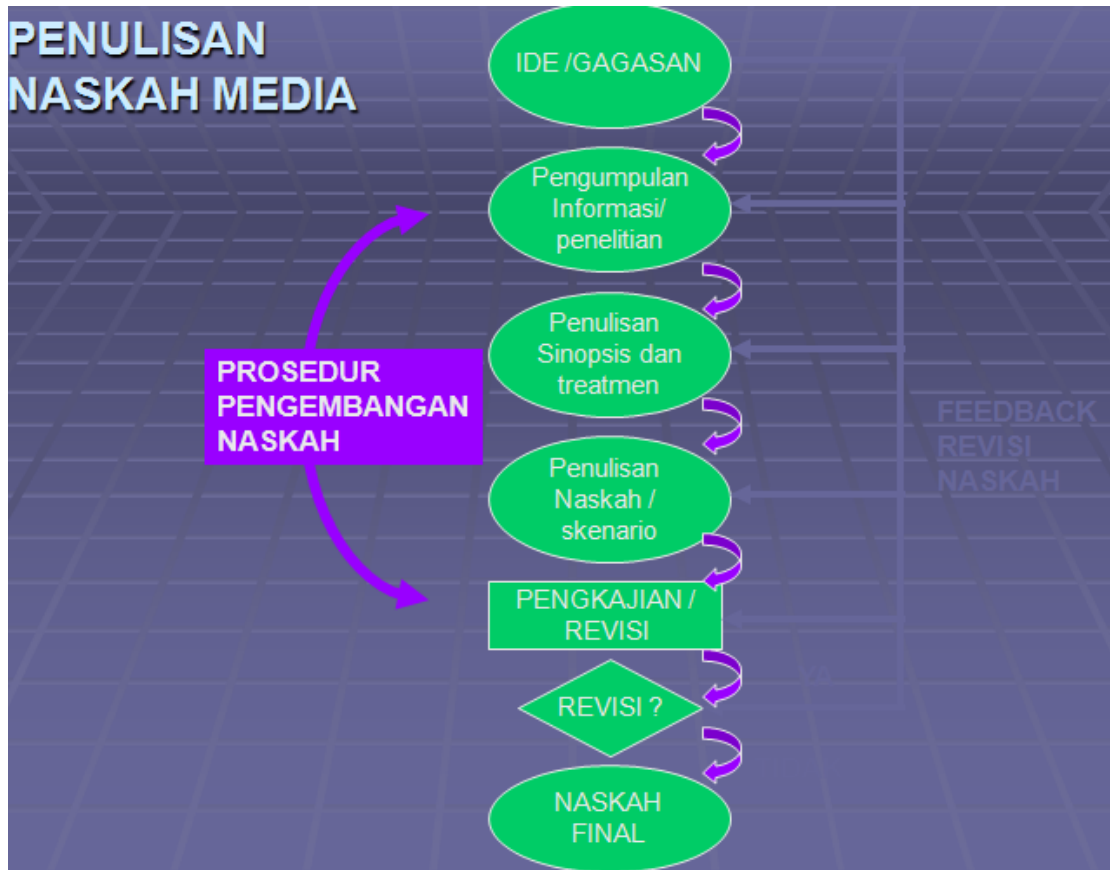 PENULISAN
NASKAH MEDIA
IDE /GAGASAN
Pengumpulan
Informasi/
penelitian
Penulisan
Sinopsis dan
treatmen
PROSEDUR
PENGEMBANGAN
NASKAH
FEEDBACK
REVISI
NASKAH
Penulisan
Naskah /
skenario
PENGKAJIAN /
REVISI
REVISI ?
NASKAH
FINAL